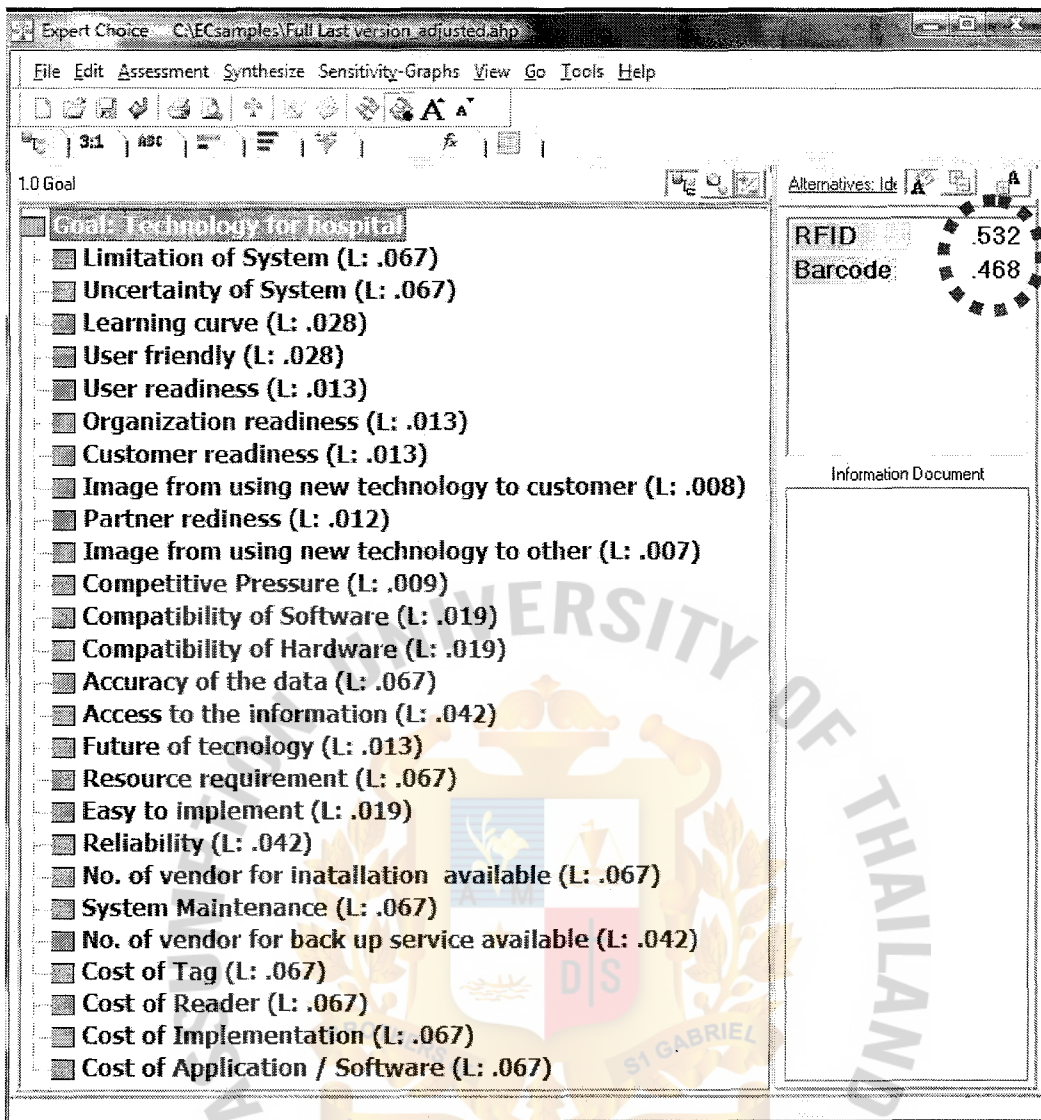 Expert Choice C:\ECsamples\Full Last version adjusted.ahp
File Edit Assessment Synthesize Sensitivity-Graphs View Go Tools Help
A A
3:1 ABC fx
1.0 Goal
Alternatives: Ide A A
Goal: Technology for hospital
RFID .532
Limitation of System (L: .067)
Barcode .468
Uncertainty of System (L: .067)
Learning curve (L: .028)
User friendly (L: .028)
User readiness (L: .013)
Organization readiness (L: .013)
Customer readiness (L: .013)
Image from using new technology to customer (L: .008)
Information Document
Partner rediness (L: .012)
Image from using new technology to other (L: .007)
Competitive Pressure (L: .009)
Compatibility of Software (L: .019)
Compatibility of Hardware (L: .019)
Accuracy of the data (L: .067)
Access to the information (L: .042)
Future of tecnology (L: .013)
Resource requirement (L: .067)
Easy to implement (L: .019)
Reliability (L: .042)
No. of vendor for inatallation available (L: .067)
System Maintenance (L: .067)
No. of vendor for back up service available (L: .042)
Cost of Tag (L: .067)
Cost of Reader (L: .067)
Cost of Implementation (L: .067)
Cost of Application / Software (L: .067)
ASSUMPTION UNIVERSITY OF THAILAND
A M
D S
S1 GABRIEL